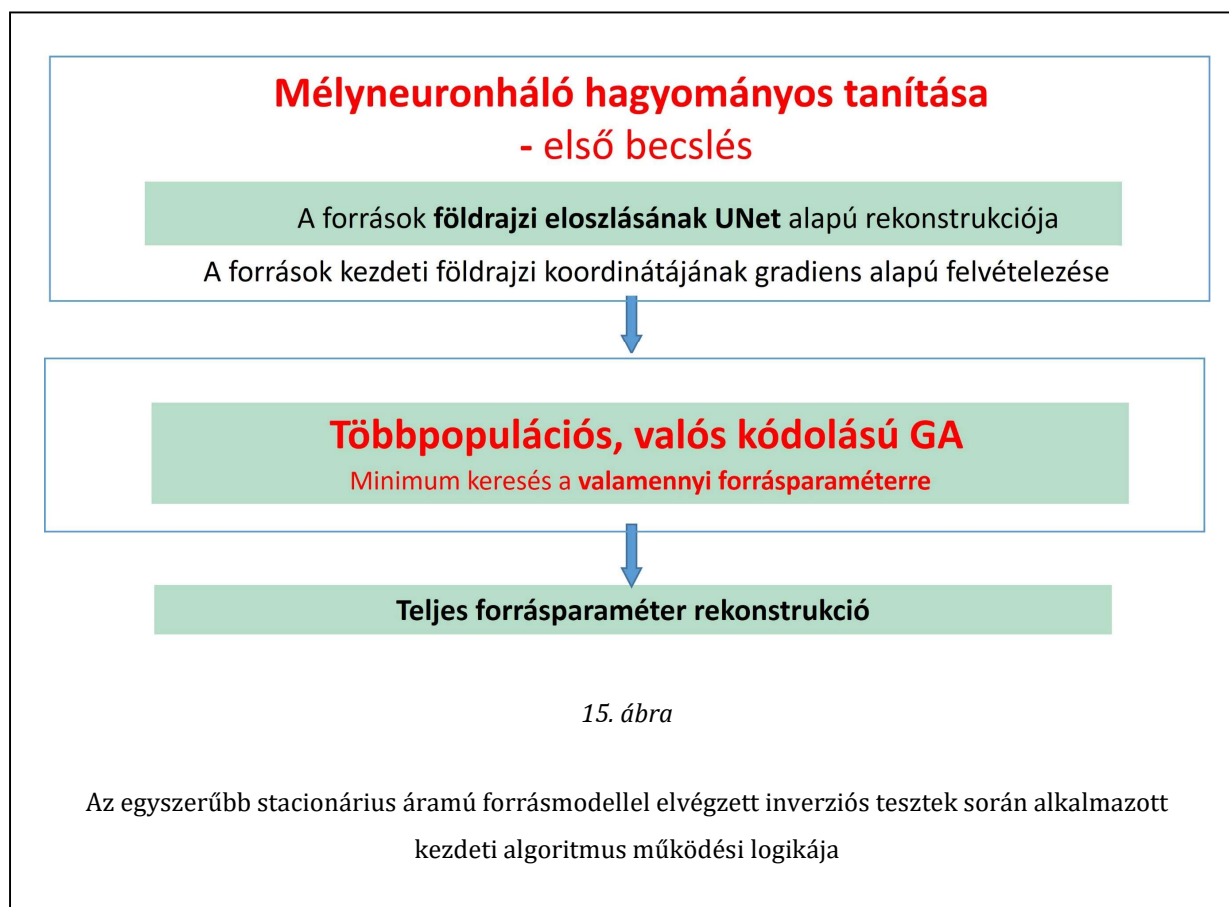 Mélyneuronháló hagyományos tanítása
- első becslés
A források földrajzi eloszlásának UNet alapú rekonstrukciója
A források kezdeti földrajzi koordinátájának gradiens alapú felvételezése
Többpopulációs, valós kódolású GA
Minimum keresés a valamennyi forrásparaméterre
Teljes forrásparaméter rekonstrukció
15. ábra
Az egyszerűbb stacionárius áramú forrásmodellel elvégzett inverziós tesztek során alkalmazott
kezdeti algoritmus működési logikája